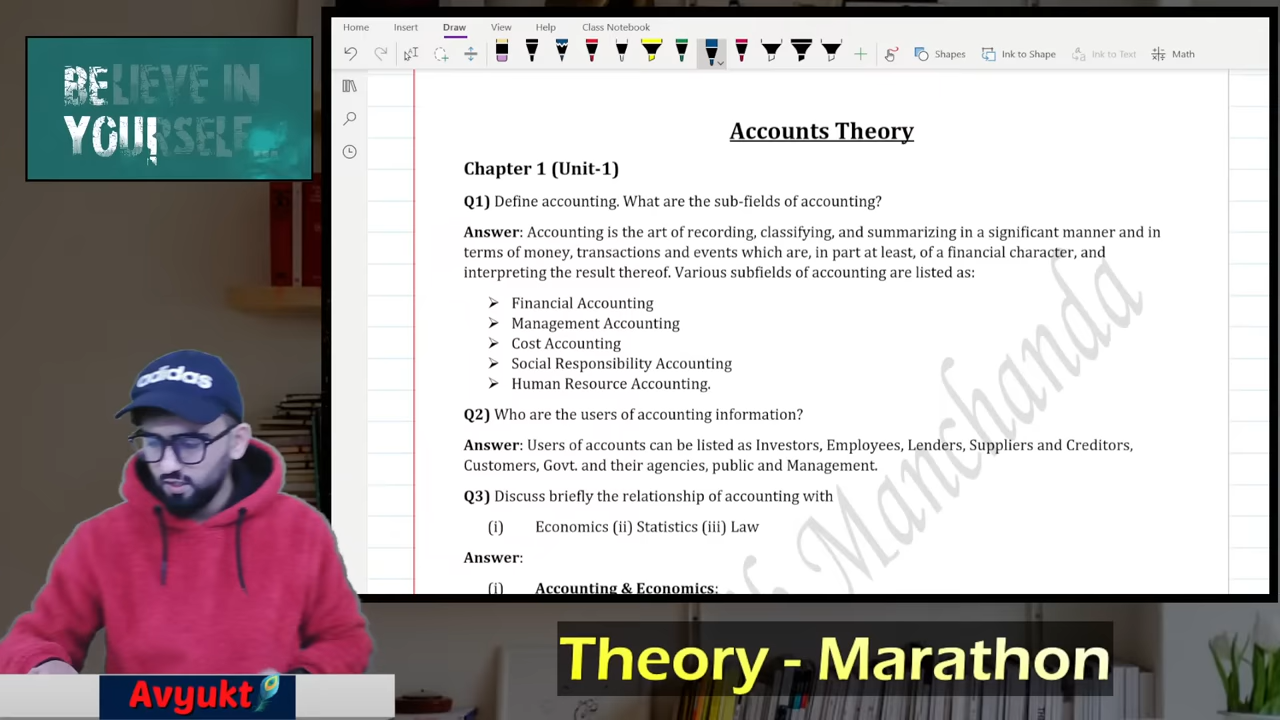 BELIEVE IN
YOURSELF...
Home Insert Draw View Help Class Notebook
Shapes Ink to Shape Ink to Text Math
Accounts Theory
Chapter 1 (Unit-1)
Q1) Define accounting. What are the sub-fields of accounting?
Answer: Accounting is the art of recording, classifying, and summarizing in a significant manner and in
terms of money, transactions and events which are, in part at least, of a financial character, and
interpreting the result thereof. Various subfields of accounting are listed as:
➢ Financial Accounting
➢ Management Accounting
➢ Cost Accounting
➢ Social Responsibility Accounting
➢ Human Resource Accounting.
Q2) Who are the users of accounting information?
Answer: Users of accounts can be listed as Investors, Employees, Lenders, Suppliers and Creditors,
Customers, Govt. and their agencies, public and Management.
Q3) Discuss briefly the relationship of accounting with
(i) Economics (ii) Statistics (iii) Law
Answer:
(i) Accounting & Economics:
Manchanda
adidas
Theory - Marathon
Avyukt